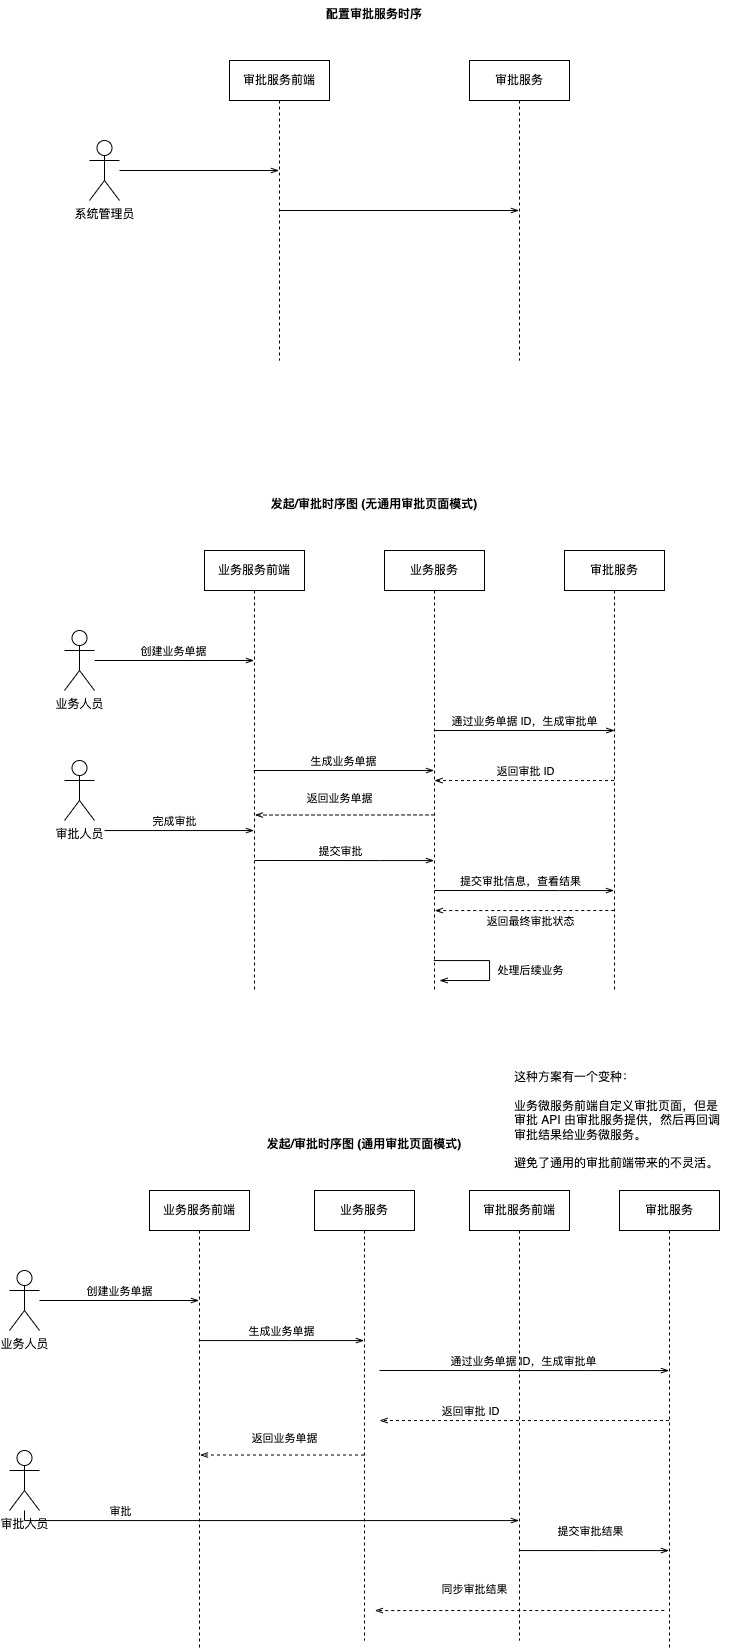 配置审批服务时序
审批服务前端
审批服务
系统管理员
发起/审批时序图 (无通用审批页面模式)
业务服务前端
业务服务
审批服务
创建业务单据
业务人员
通过业务单据 ID，生成审批单
生成业务单据
返回审批 ID
返回业务单据
完成审批
审批人员
提交审批
提交审批信息，查看结果
返回最终审批状态
处理后续业务
这种方案有一个变种：
业务微服务前端自定义审批页面，但是
审批 API 由审批服务提供，然后再回调
审批结果给业务微服务。
避免了通用的审批前端带来的不灵活。
发起/审批时序图 (通用审批页面模式)
业务服务前端
业务服务
审批服务前端
审批服务
创建业务单据
业务人员
生成业务单据
通过业务单据 ID，生成审批单
返回审批 ID
返回业务单据
审批
审批人员
提交审批结果
同步审批结果